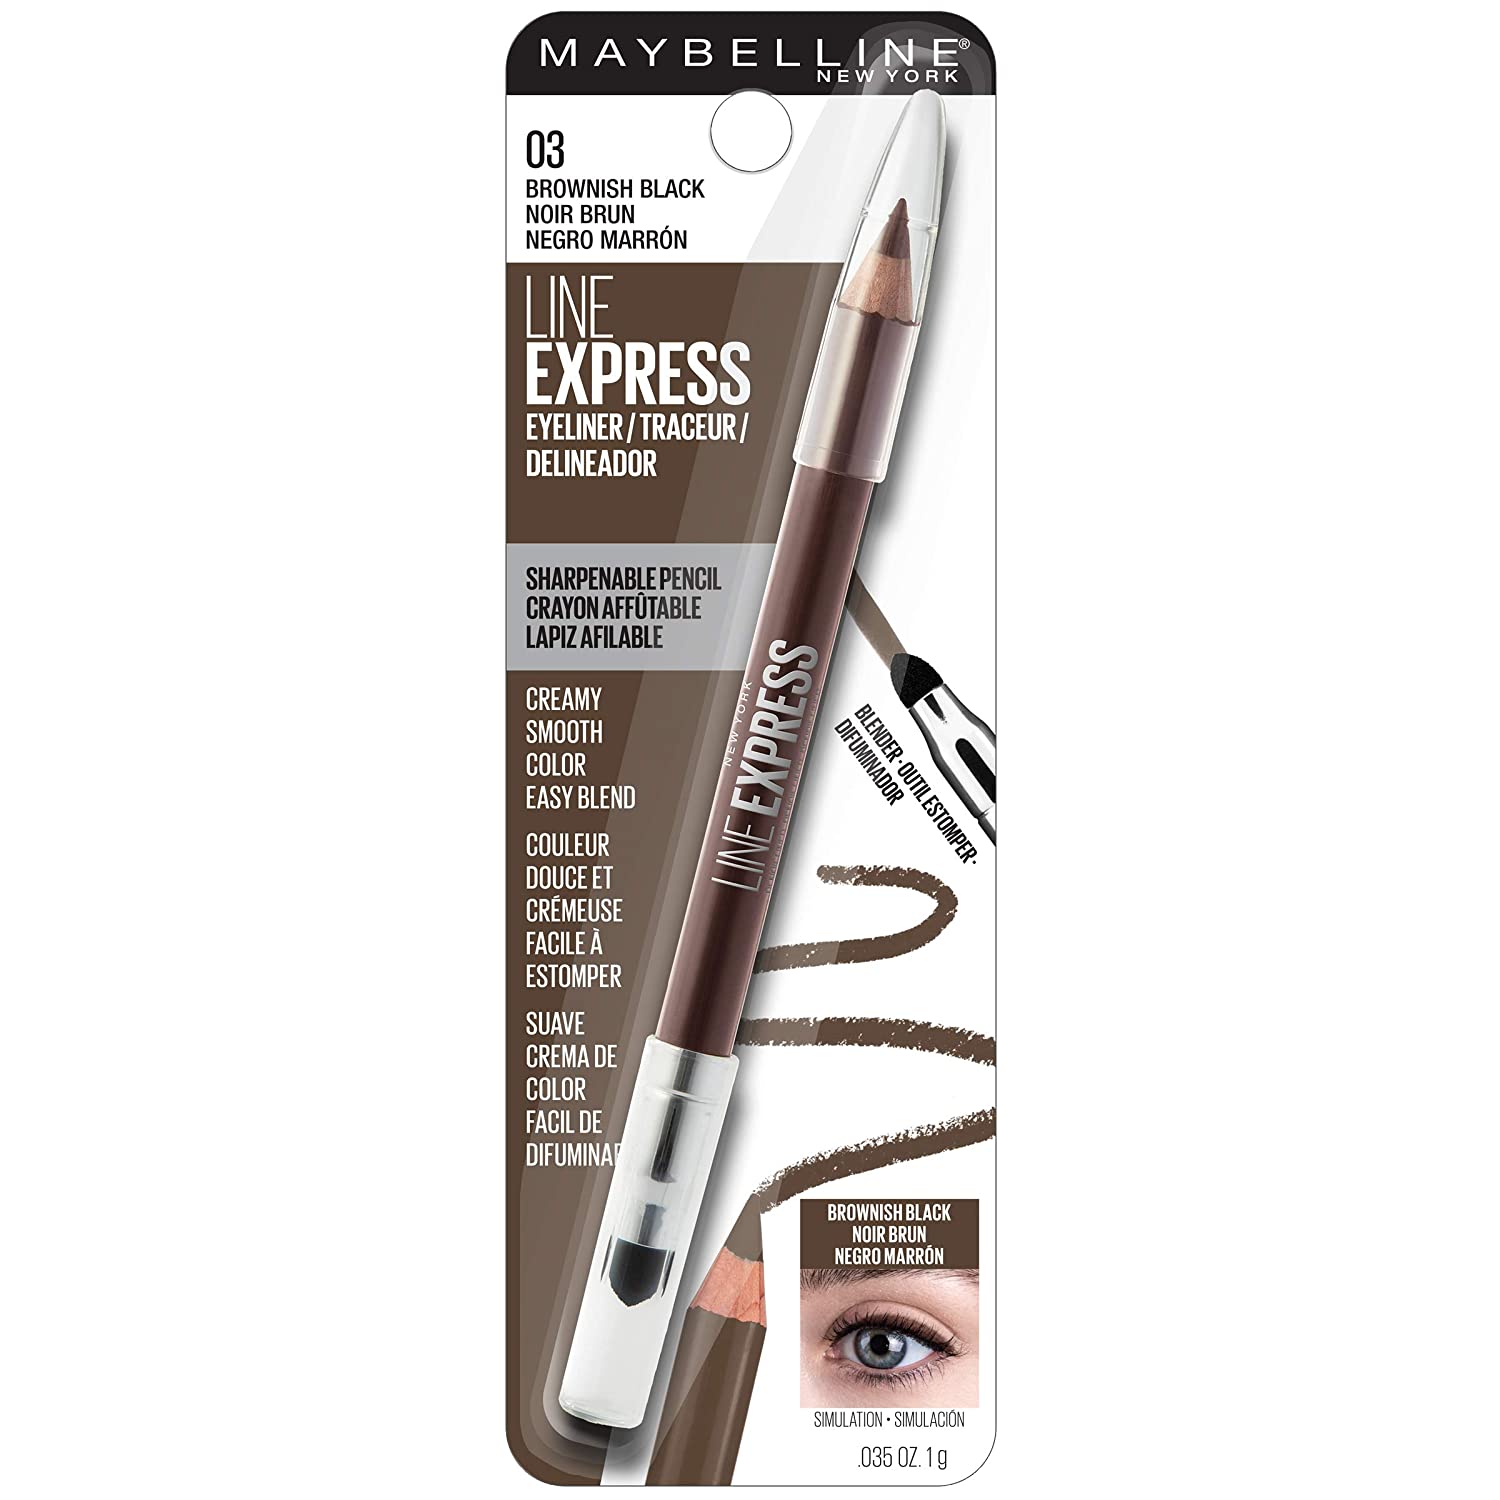 MAYBELLINE®
NEW YORK
03
BROWNISH BLACK
NOIR BRUN
NEGRO MARRÓN
LINE
EXPRESS
EYELINER / TRACEUR /
DELINEADOR
SHARPENABLE PENCIL
CRAYON AFFÛTABLE
LAPIZ AFILABLE
CREAMY
SMOOTH
COLOR
EASY BLEND
COULEUR
DOUCE ET
CRÉMEUSE
FACILE À
ESTOMPER
SUAVE
CREMA DE
COLOR
FACIL DE
DIFUMINAR
NEW YORK
LINE EXPRESS
BLENDER • OUTIL ESTOMPER •
DIFUMINADOR
BROWNISH BLACK
NOIR BRUN
NEGRO MARRÓN
SIMULATION • SIMULACIÓN
.035 OZ. 1 g